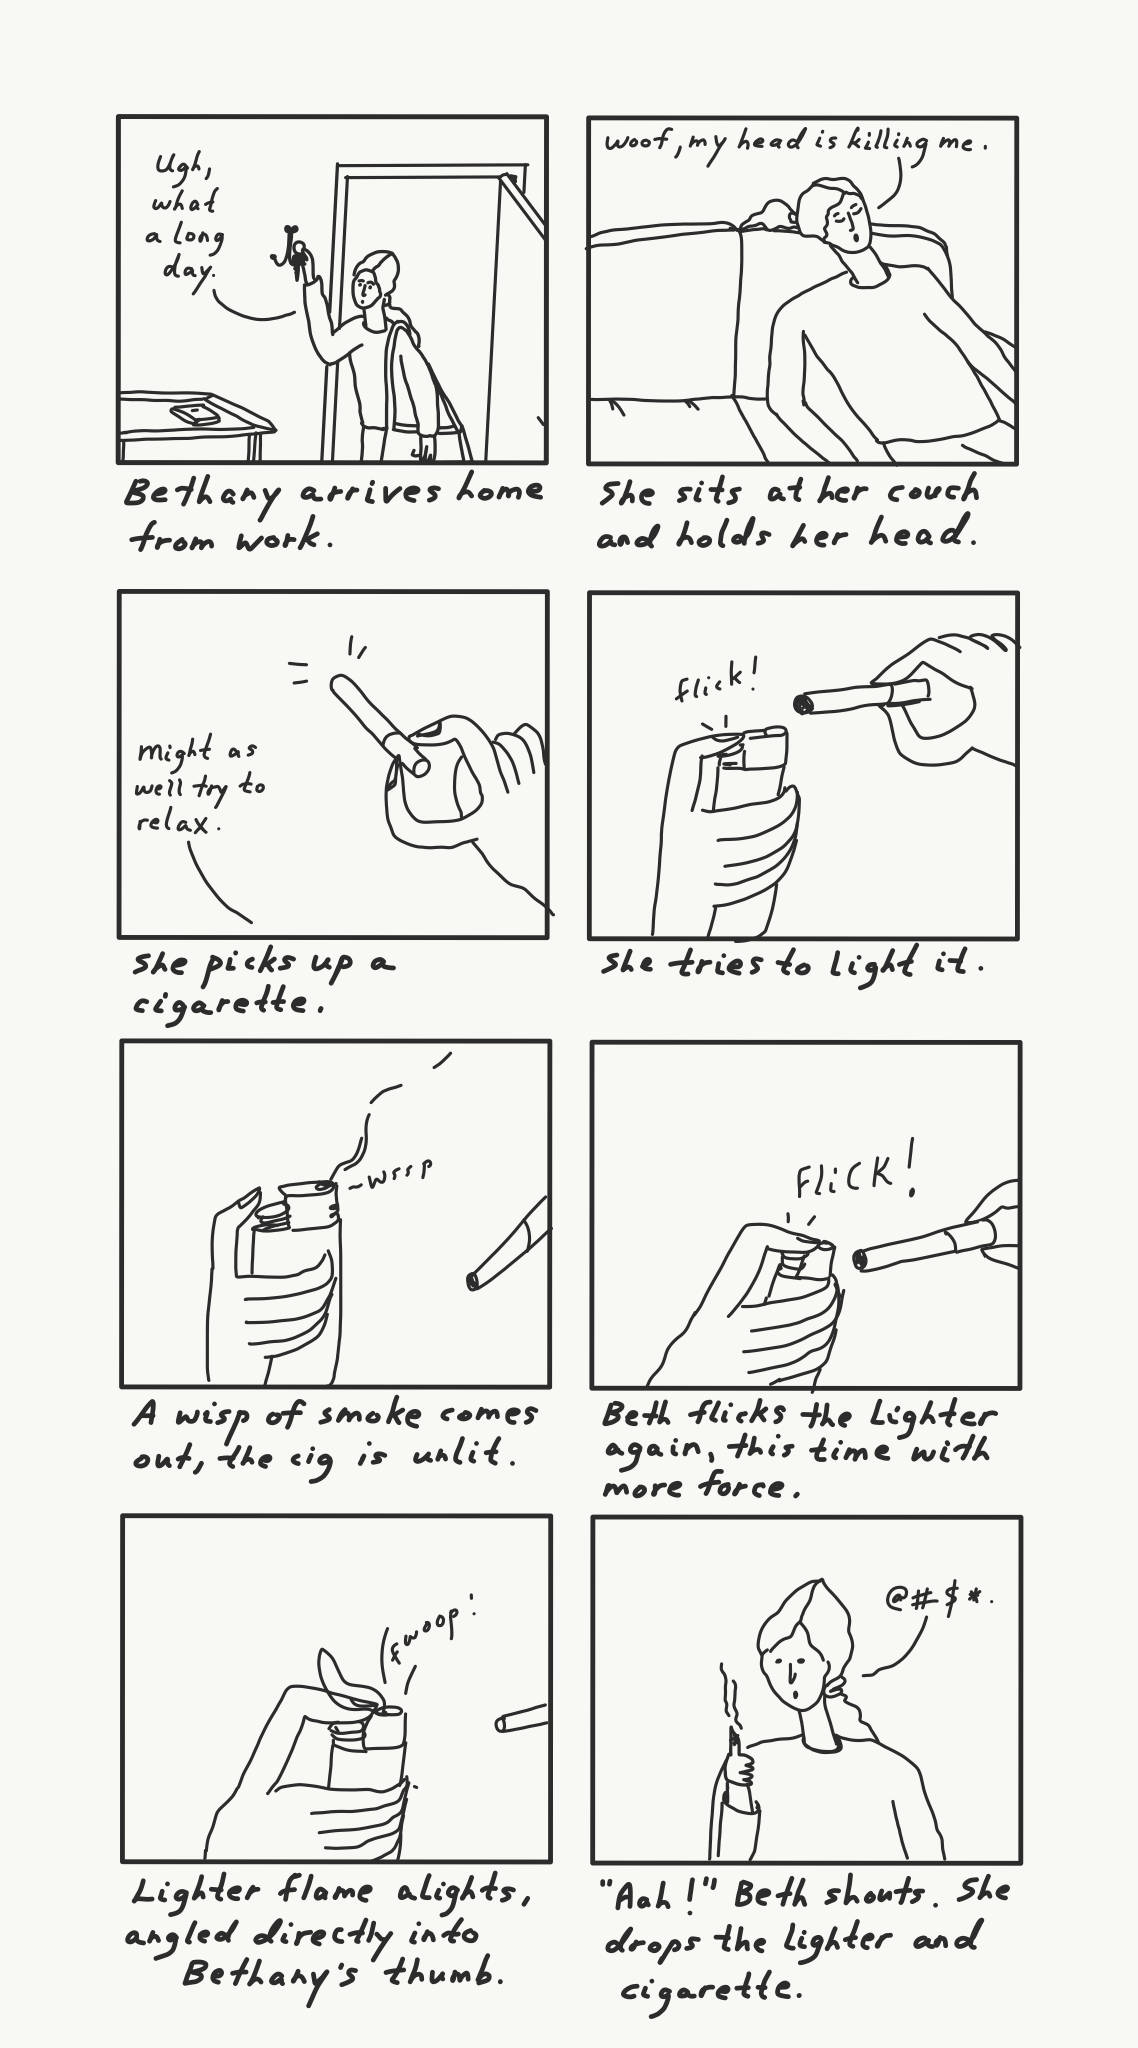 Ugh,
what
a long
day.
Bethany arrives home
from work.
woof, my head is killing me.
She sits at her couch
and holds her head.
Might as
well try to
relax.
She picks up a
cigarette.
flick!
She tries to light it.
~wssp
A wisp of smoke comes
out, the cig is unlit.
FLiCK!
Beth flicks the Lighter
again, this time with
more force.
fwoop!
Lighter flame alights,
angled directly into
Bethany's thumb.
@#$*.
"Aah!" Beth shouts. She
drops the lighter and
cigarette.